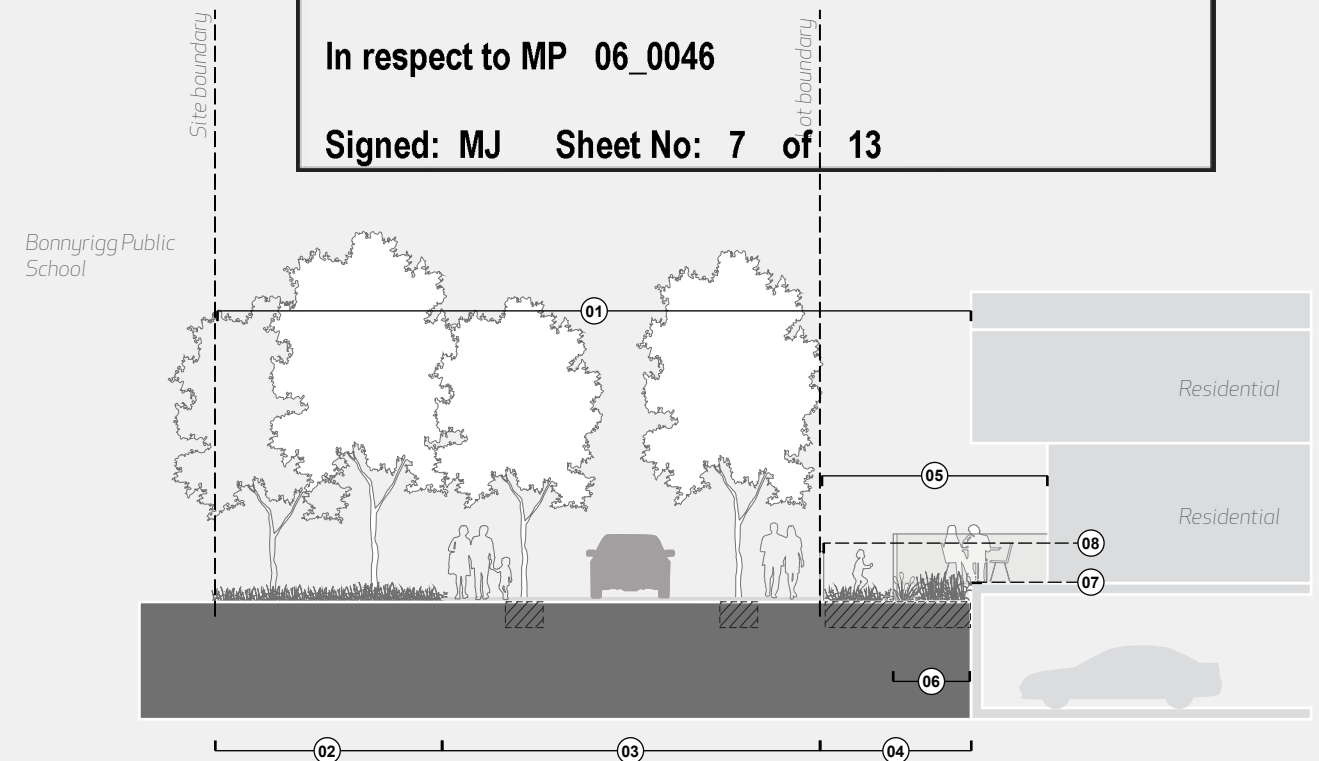 Site boundary
In respect to MP 06_0046
Lot boundary
Signed: MJ Sheet No: 7 of 13
Bonnyrigg Public
School
01
Residential
05
Residential
08
07
06
02
03
04